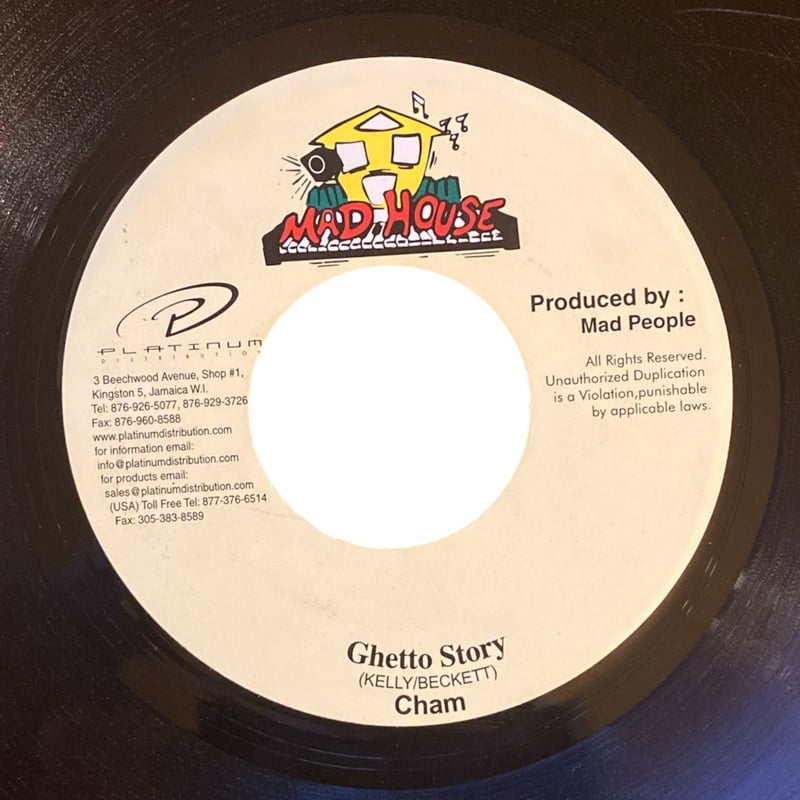 MAD HOUSE
PLATINUM
DISTRIBUTION
3 Beechwood Avenue, Shop #1,
Kingston 5, Jamaica W.I.
Tel: 876-926-5077, 876-929-3726
Fax: 876-960-8588
www.platinumdistribution.com
for information email:
info@platinumdistribution.com
for products email:
sales@platinumdistribution.com
(USA) Toll Free Tel: 877-376-6514
Fax: 305-383-8589
Produced by :
Mad People
All Rights Reserved.
Unauthorized Duplication
is a Violation,punishable
by applicable laws.
Ghetto Story
(KELLY/BECKETT)
Cham